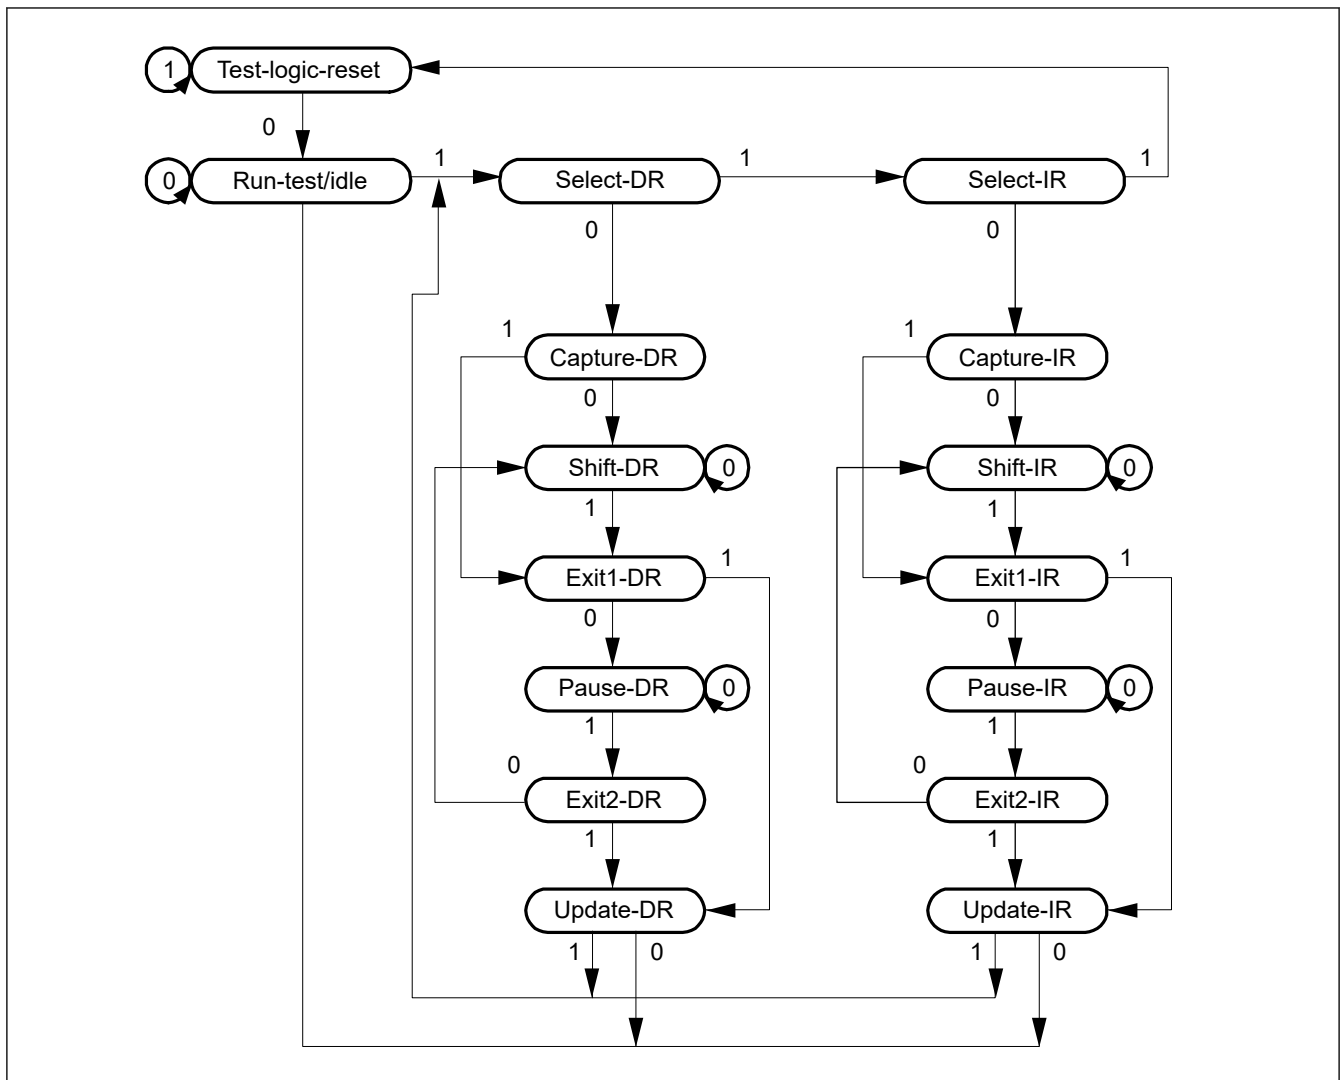 1 Test-logic-reset
0
0 Run-test/idle 1 Select-DR 1 Select-IR 1
0 0
1 Capture-DR 1 Capture-IR
0 0
Shift-DR 0 Shift-IR 0
1 1
Exit1-DR 1 Exit1-IR 1
0 0
Pause-DR 0 Pause-IR 0
1 1
0 0
Exit2-DR Exit2-IR
1 1
Update-DR Update-IR
1 0 1 0